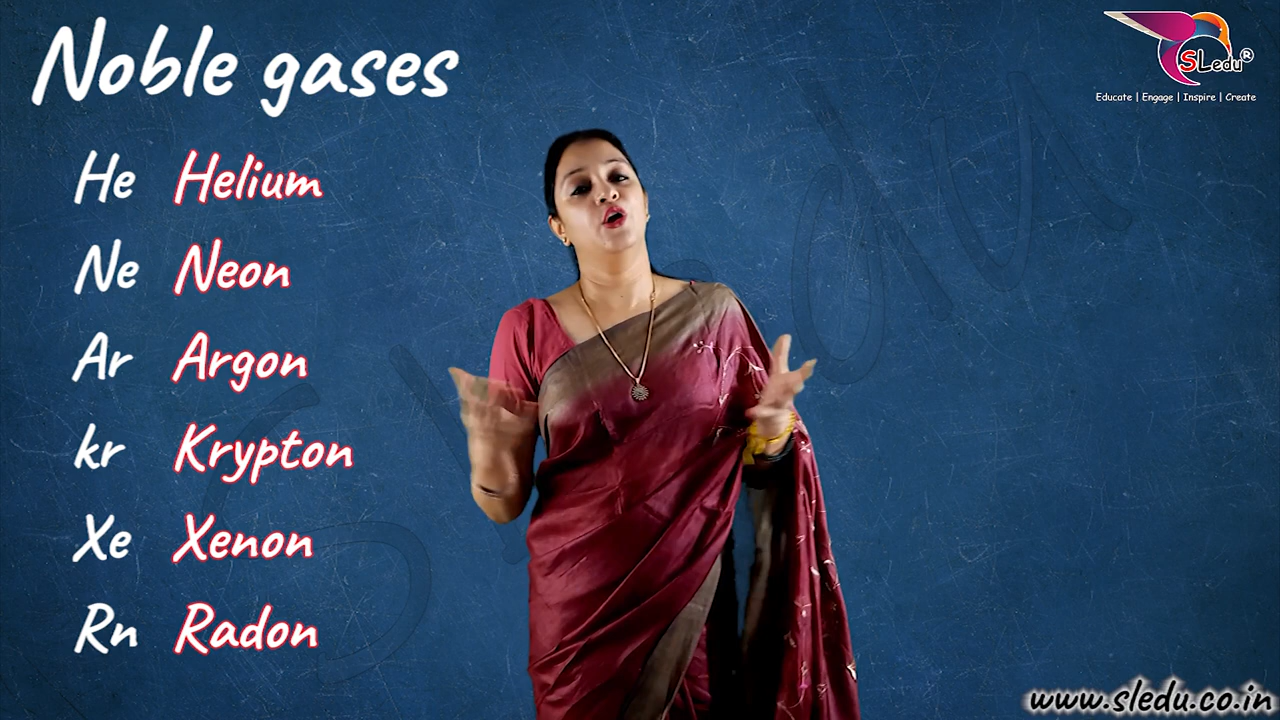 Noble gases
SLedu®
Educate | Engage | Inspire | Create
He Helium
Ne Neon
Ar Argon
kr Krypton
Xe Xenon
Rn Radon
SLedu
www.sledu.co.in